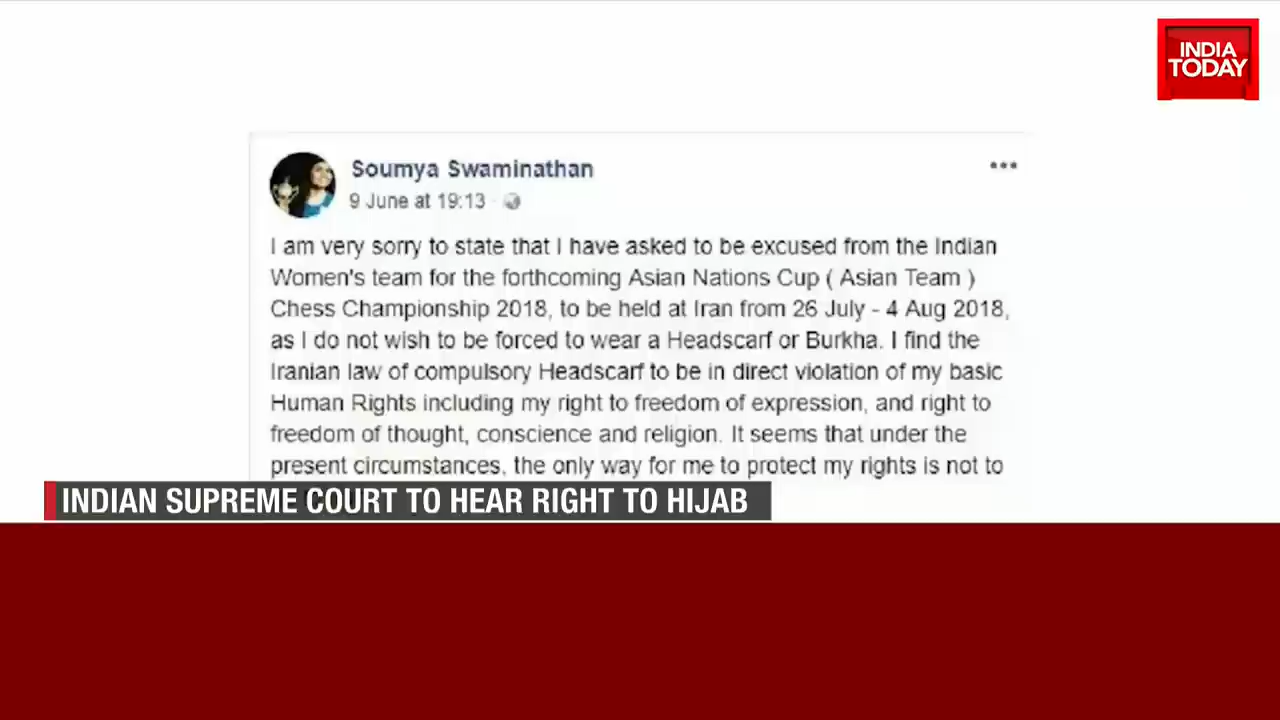 INDIA
TODAY
Soumya Swaminathan
9 June at 19:13
I am very sorry to state that I have asked to be excused from the Indian
Women's team for the forthcoming Asian Nations Cup ( Asian Team )
Chess Championship 2018, to be held at Iran from 26 July - 4 Aug 2018,
as I do not wish to be forced to wear a Headscarf or Burkha. I find the
Iranian law of compulsory Headscarf to be in direct violation of my basic
Human Rights including my right to freedom of expression, and right to
freedom of thought, conscience and religion. It seems that under the
present circumstances, the only way for me to protect my rights is not to
INDIAN SUPREME COURT TO HEAR RIGHT TO HIJAB